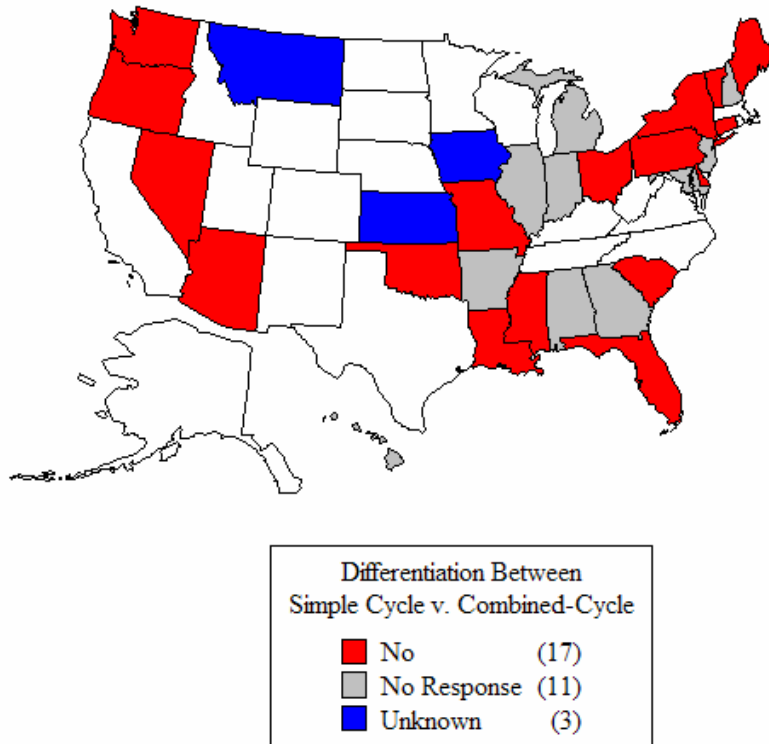 Differentiation Between
Simple Cycle v. Combined-Cycle
No (17)
No Response (11)
Unknown (3)